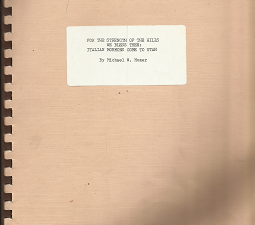 FOR THE STRENGTH OF THE HILLS
WE BLESS THEE:
ITALIAN MORMONS COME TO UTAH
By Michael W. Homer